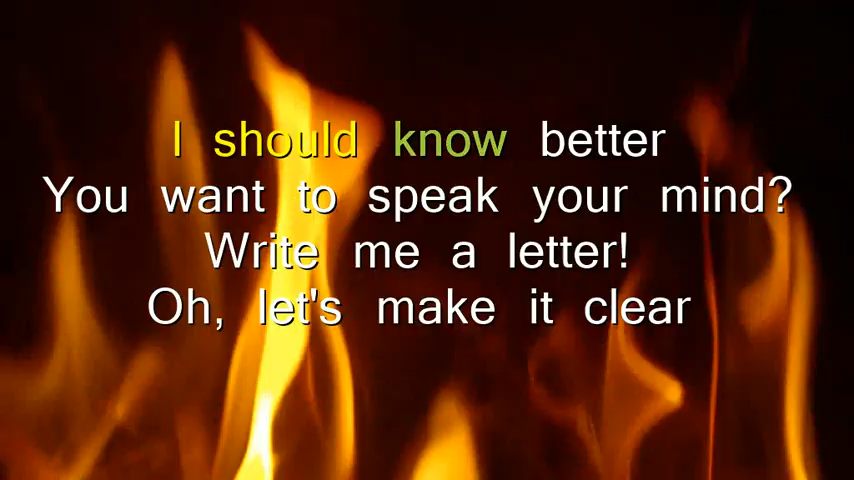 I should know better
You want to speak your mind?
Write me a letter!
Oh, let's make it clear